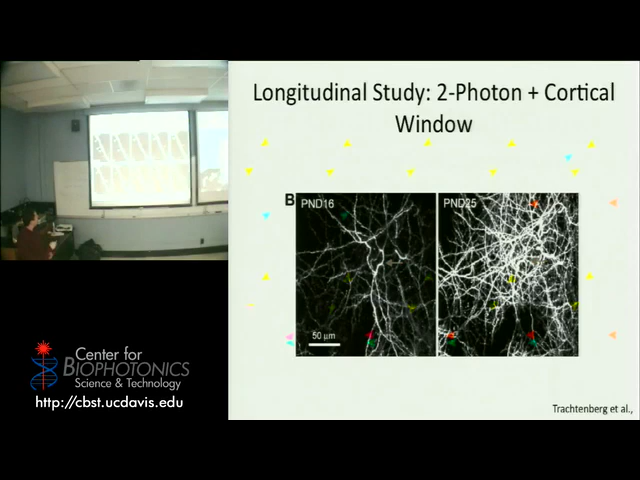 Longitudinal Study: 2-Photon + Cortical
Window
B
PND16
PND25
50 µm
Trachtenberg et al.,
Center for
BIOPHOTONICS
Science & Technology
http://cbst.ucdavis.edu